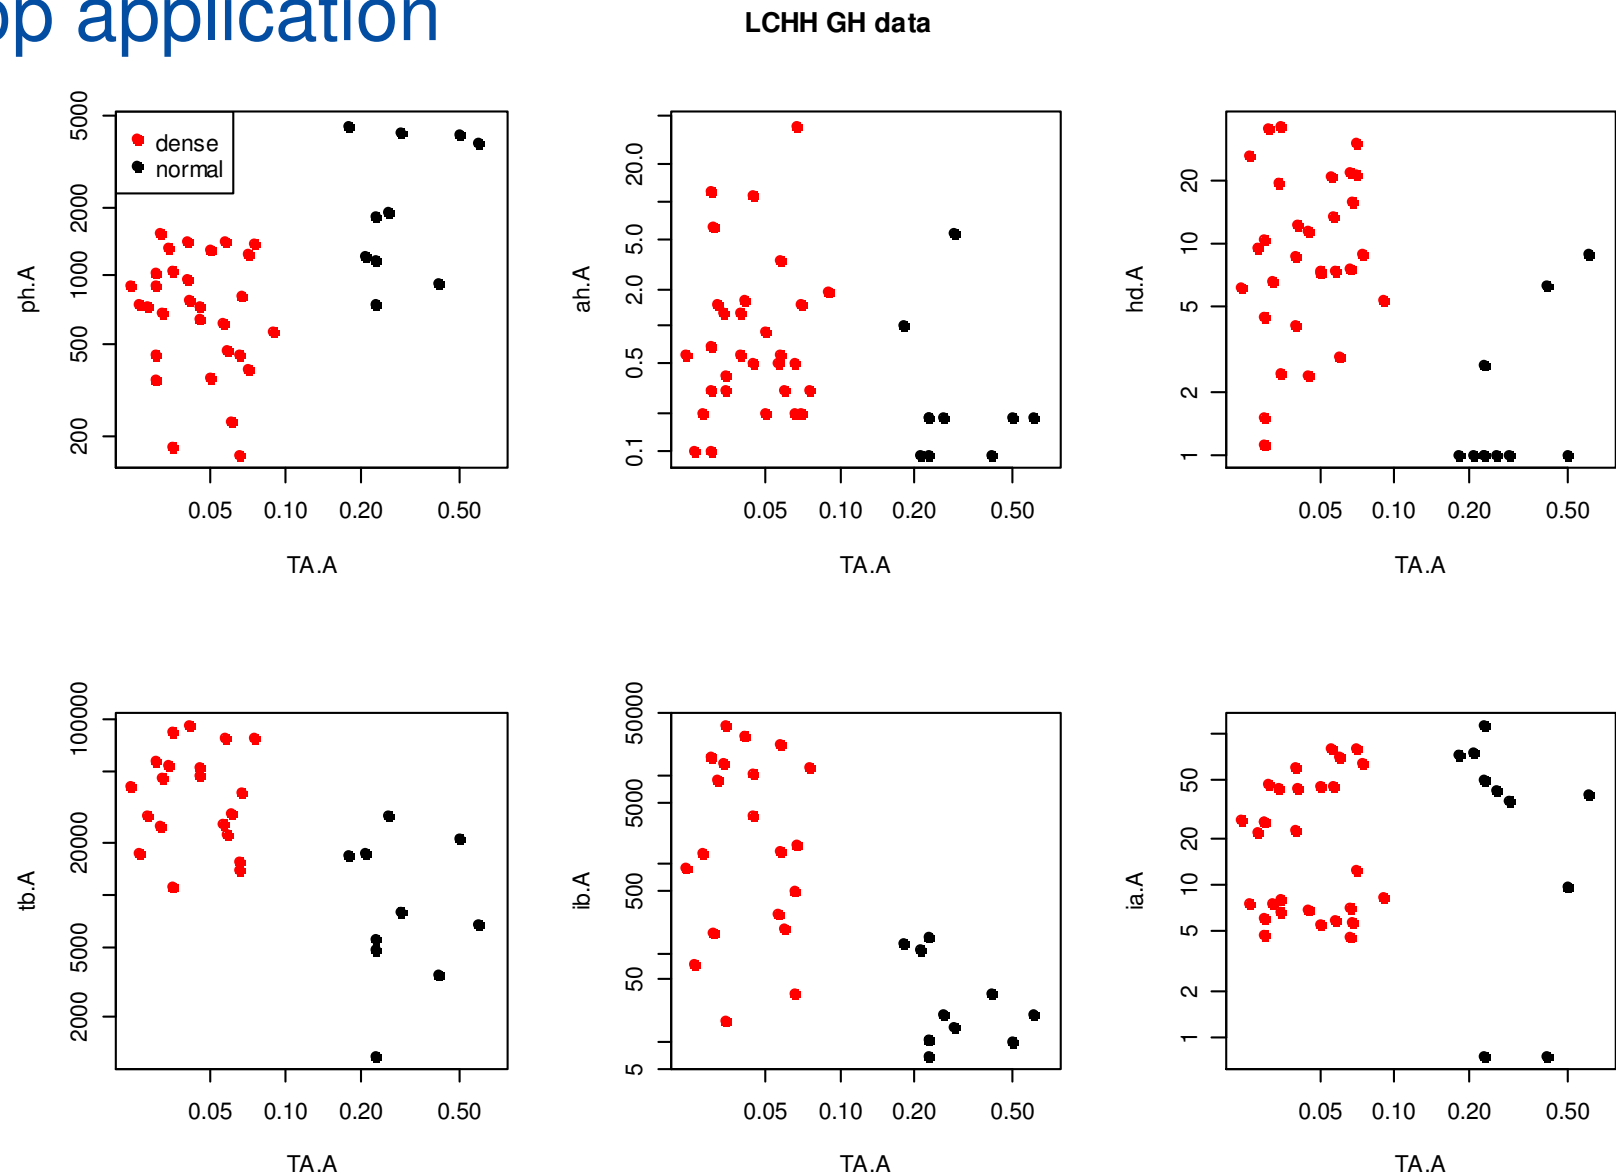 op application
LCHH GH data
ph.A
5000
2000
1000
500
200
dense
normal
0.05 0.10 0.20 0.50
TA.A
ah.A
20.0
5.0
2.0
0.5
0.1
0.05 0.10 0.20 0.50
TA.A
hd.A
20
10
5
2
1
0.05 0.10 0.20 0.50
TA.A
tb.A
100000
20000
5000
2000
0.05 0.10 0.20 0.50
TA.A
ib.A
50000
5000
500
50
5
0.05 0.10 0.20 0.50
TA.A
ia.A
50
20
10
5
2
1
0.05 0.10 0.20 0.50
TA.A